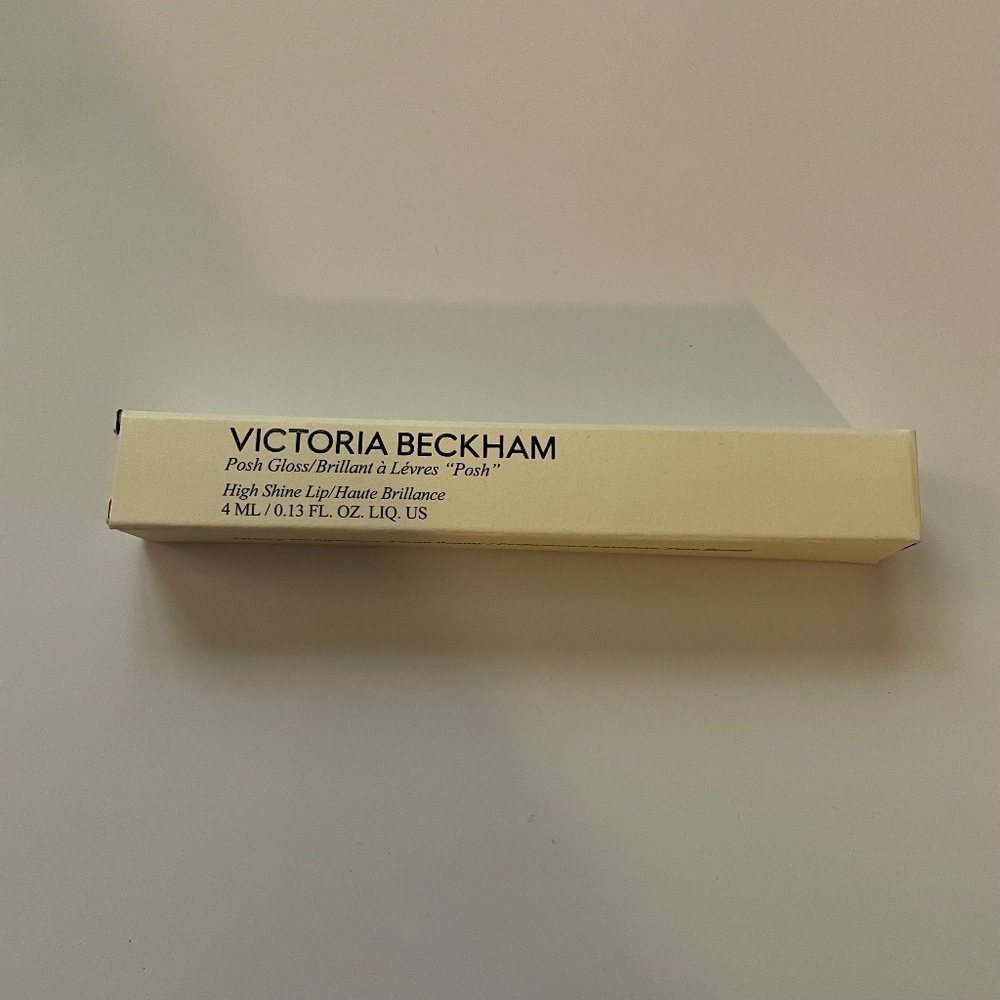 VICTORIA BECKHAM
Posh Gloss/Brillant à Lévres “Posh”
High Shine Lip/Haute Brillance
4 ML / 0.13 FL. OZ. LIQ. US